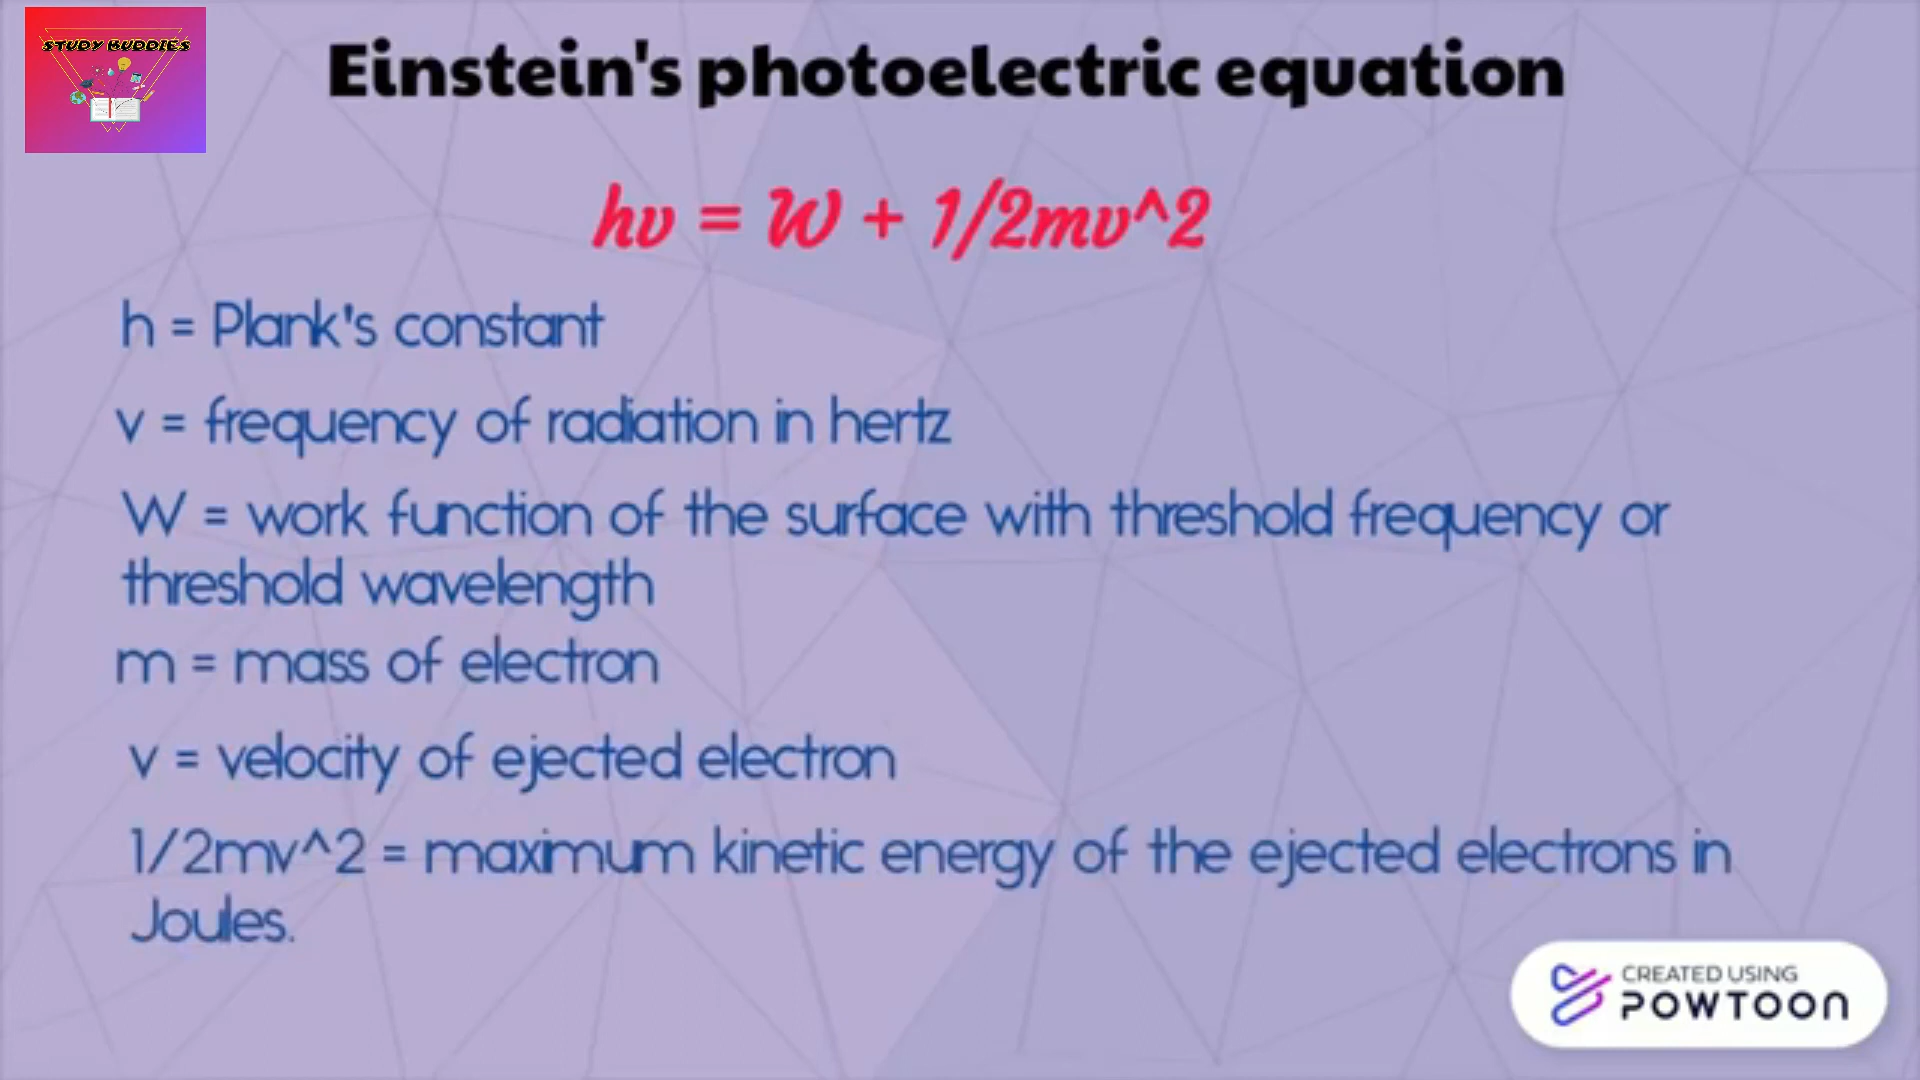 STUDY BUDDIES
Einstein's photoelectric equation
hυ = W + 1/2mυ^2
h = Plank's constant
v = frequency of radiation in hertz
W = work function of the surface with threshold frequency or
threshold wavelength
m = mass of electron
v = velocity of ejected electron
1/2mv^2 = maximum kinetic energy of the ejected electrons in
Joules.
CREATED USING
POWTOON